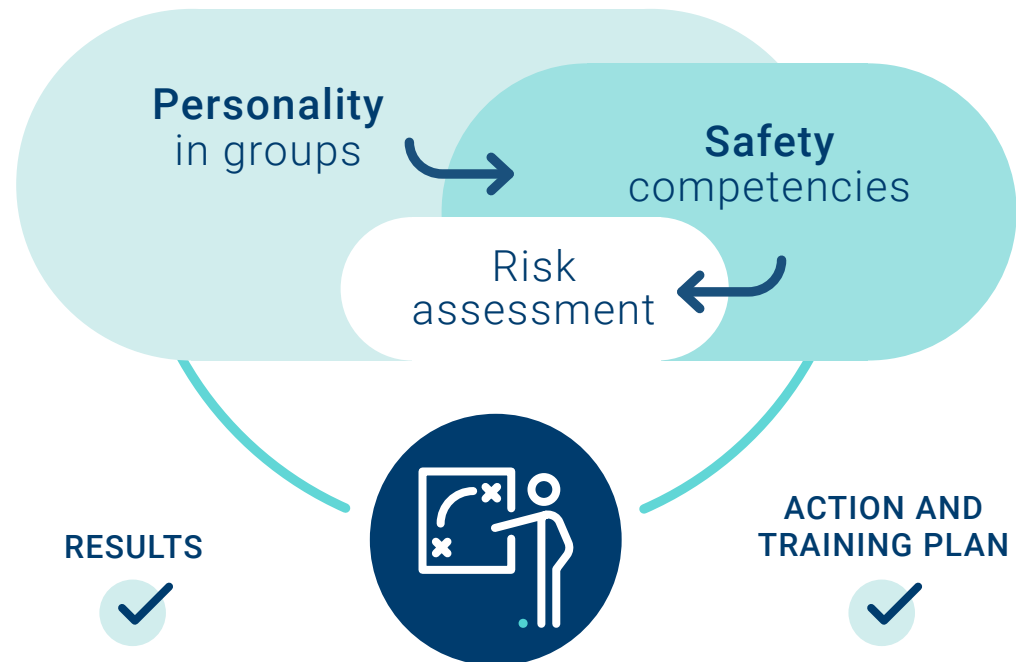 Personality
in groups
Safety
competencies
Risk
assessment
RESULTS
ACTION AND
TRAINING PLAN